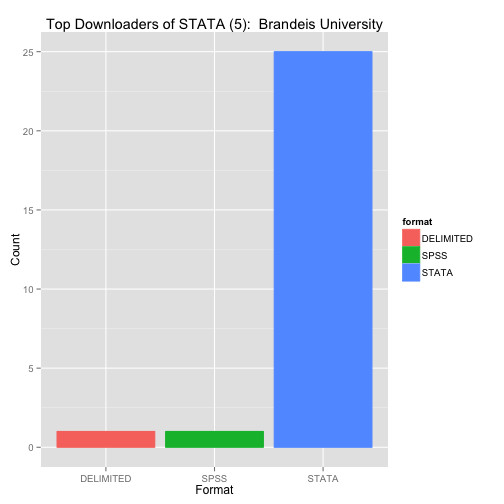 Top Downloaders of STATA (5):  Brandeis University
Count
25
20
15
10
5
0
DELIMITED SPSS STATA
Format
format
DELIMITED
SPSS
STATA